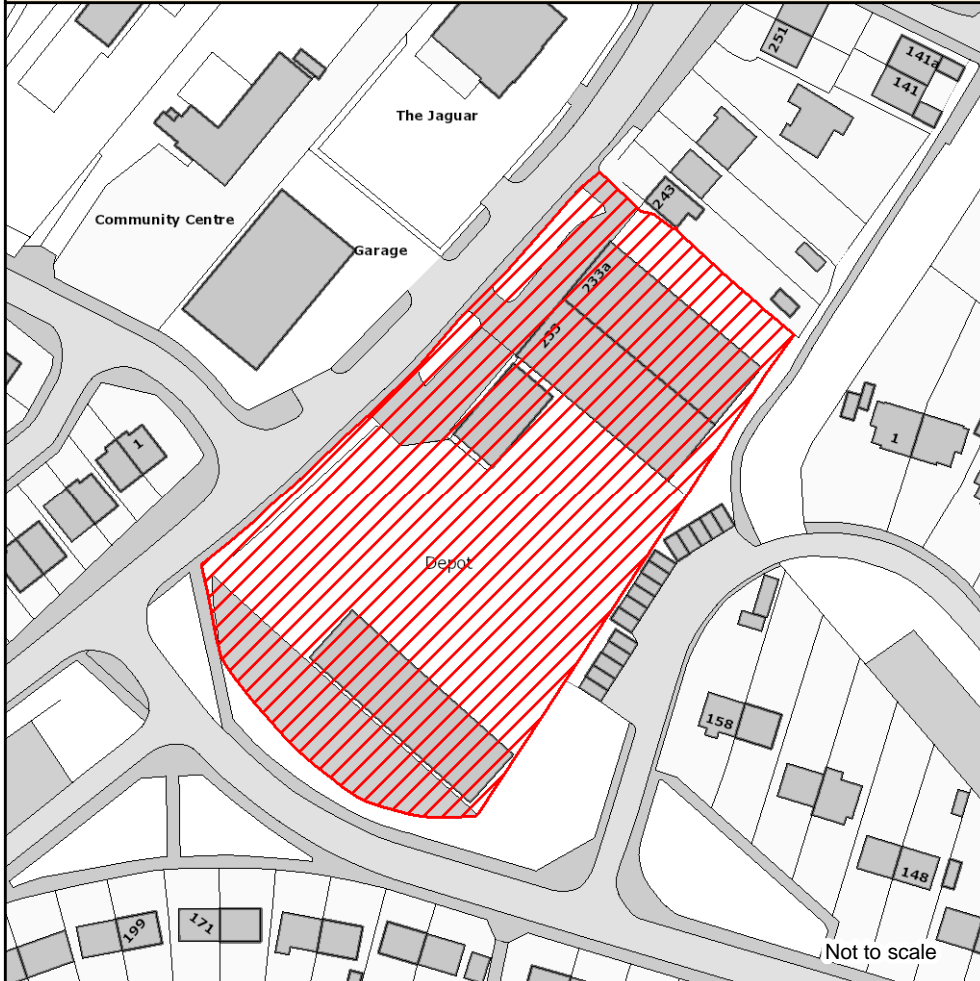 251
141a
141
The Jaguar
243
Community Centre
Garage
233a
233
1
1
Depot
158
148
199
171
Not to scale